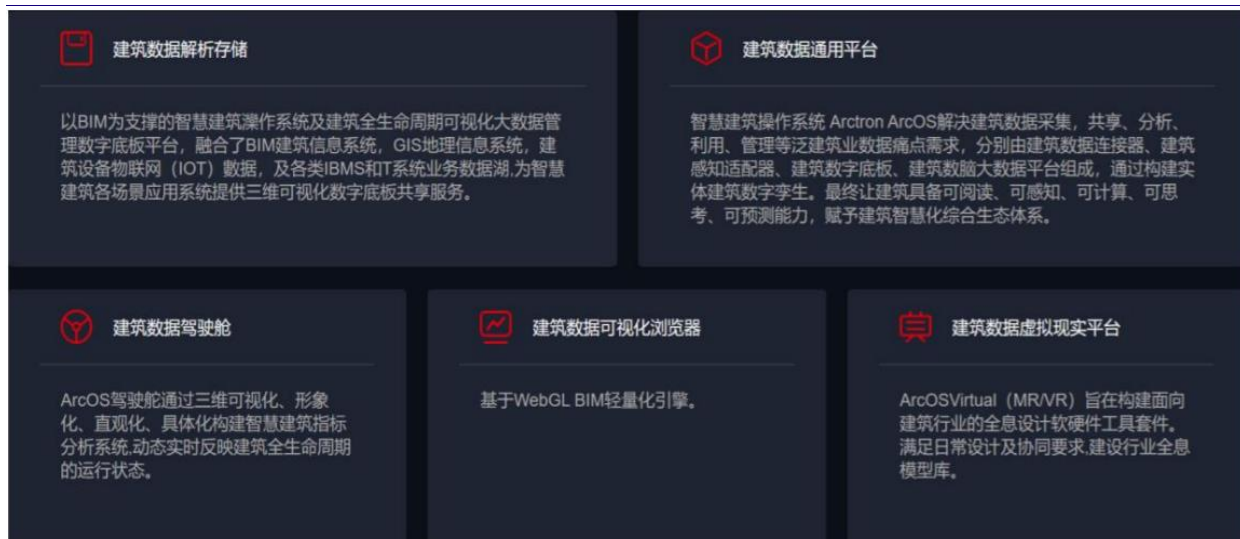 建筑数据解析存储
以BIM为支撑的智慧建筑操作系统及建筑全生命周期可视化大数据管
理数字底板平台，融合了BIM建筑信息系统，GIS地理信息系统，建
筑设备物联网（IOT）数据，及各类IBMS和T系统业务数据湖,为智慧
建筑各场景应用系统提供三维可视化数字底板共享服务。
建筑数据通用平台
智慧建筑操作系统 Arctron ArcOS解决建筑数据采集，共享、分析、
利用、管理等泛建筑业数据痛点需求，分别由建筑数据连接器、建筑
感知适配器、建筑数字底板、建筑数脑大数据平台组成，通过构建实
体建筑数字孪生。最终让建筑具备可阅读、可感知、可计算、可思
考、可预测能力，赋予建筑智慧化综合生态体系。
建筑数据驾驶舱
ArcOS驾驶舱通过三维可视化、形象
化、直观化、具体化构建智慧建筑指标
分析系统,动态实时反映建筑全生命周期
的运行状态。
建筑数据可视化浏览器
基于WebGL BIM轻量化引擎。
建筑数据虚拟现实平台
ArcOSVirtual（MR/VR）旨在构建面向
建筑行业的全息设计软硬件工具套件。
满足日常设计及协同要求,建设行业全息
模型库。